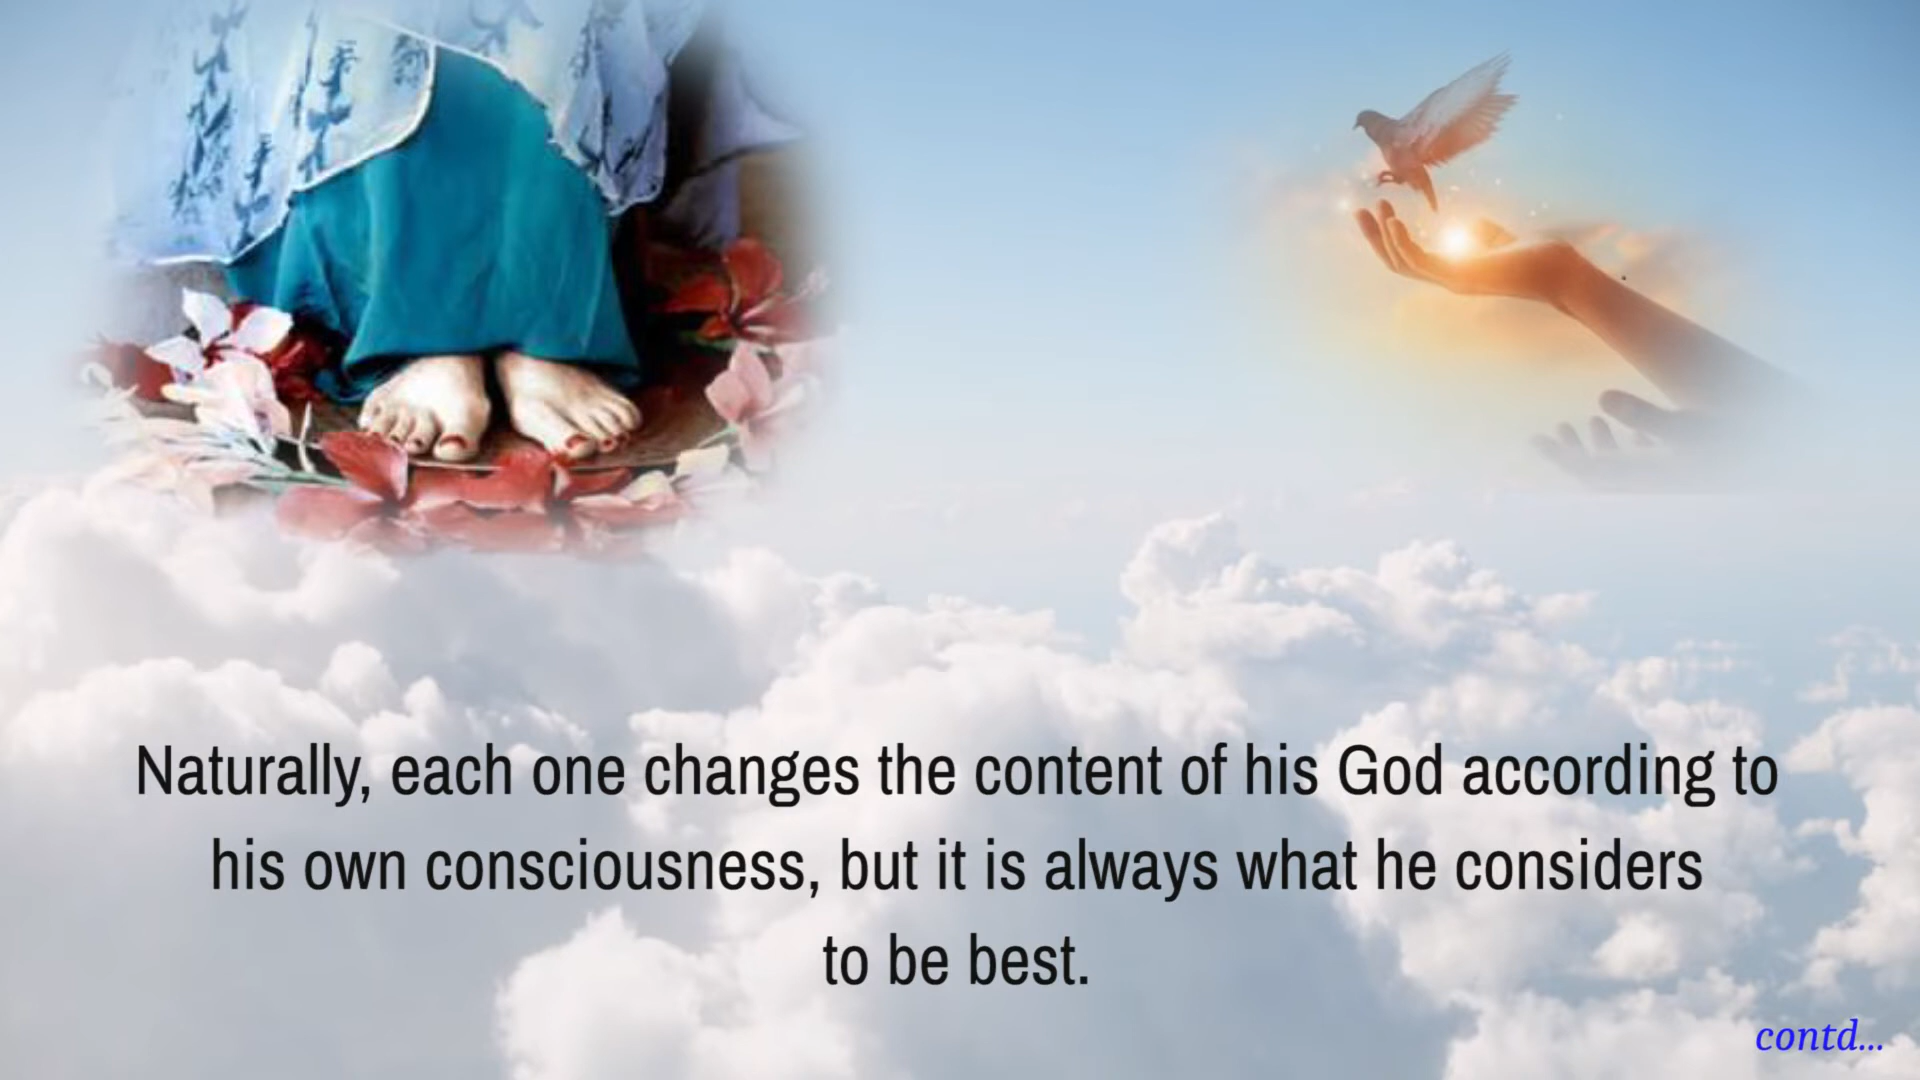 Naturally, each one changes the content of his God according to
his own consciousness, but it is always what he considers
to be best.
contd...